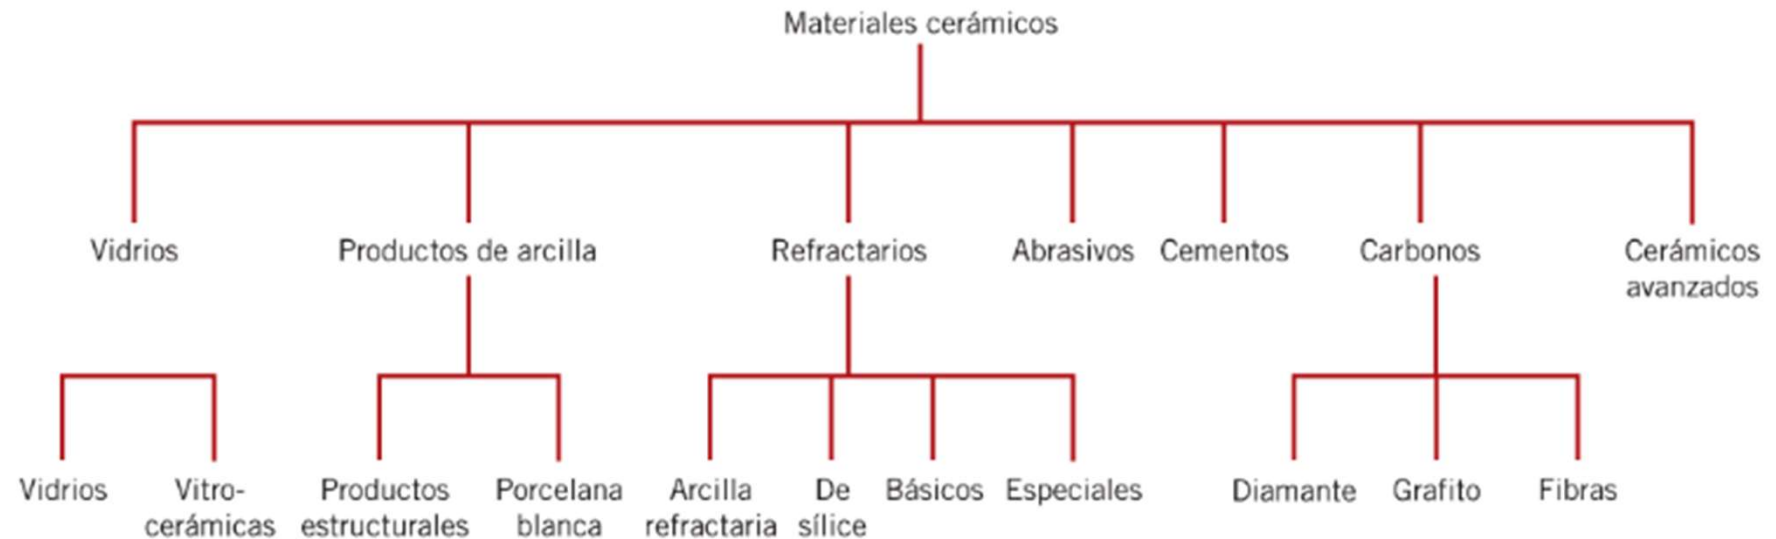 Materiales cerámicos
Vidrios
Productos de arcilla
Refractarios
Abrasivos
Cementos
Carbonos
Cerámicos
avanzados
Vidrios
Vitro-
cerámicas
Productos
estructurales
Porcelana
blanca
Arcilla
refractaria
De
sílice
Básicos
Especiales
Diamante
Grafito
Fibras